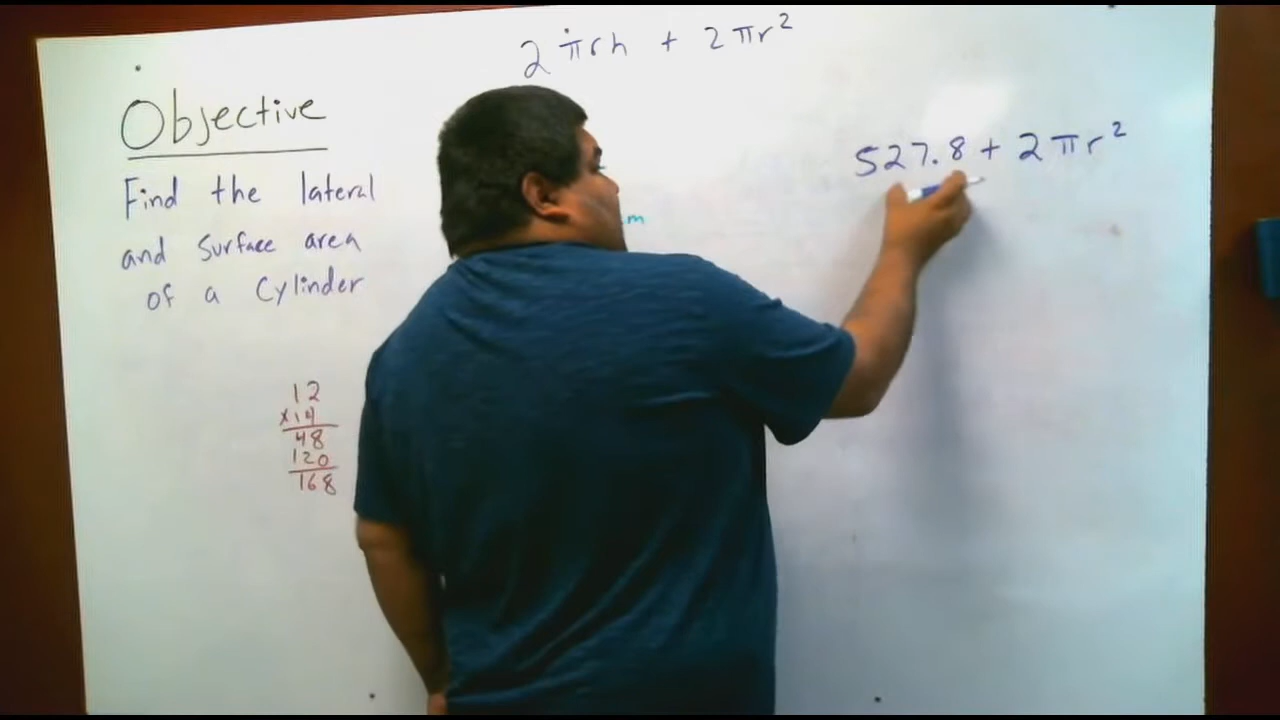 2πrh + 2πr²
Objective
Find the lateral
and surface area
of a cylinder
527.8 + 2πr²
m
12
x14
48
120
168